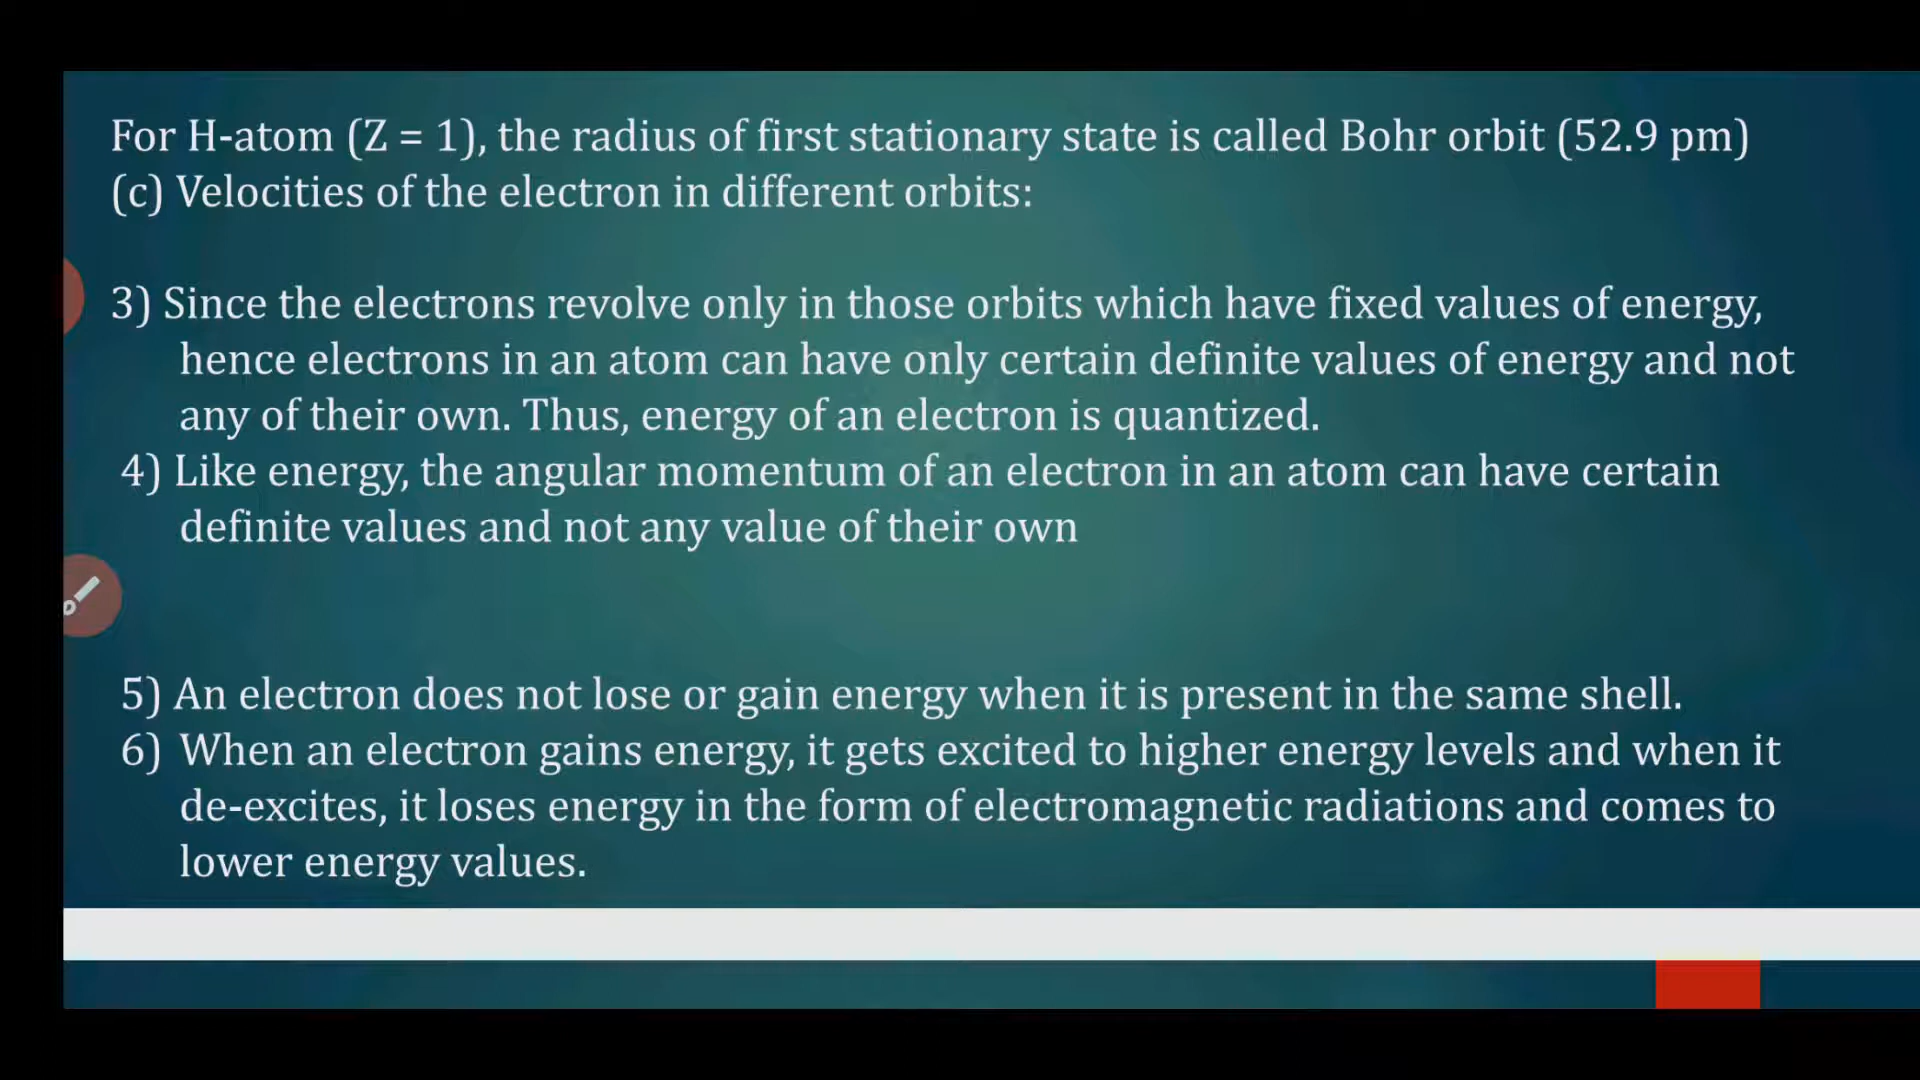 For H-atom (Z = 1), the radius of first stationary state is called Bohr orbit (52.9 pm)
(c) Velocities of the electron in different orbits:
3) Since the electrons revolve only in those orbits which have fixed values of energy,
hence electrons in an atom can have only certain definite values of energy and not
any of their own. Thus, energy of an electron is quantized.
4) Like energy, the angular momentum of an electron in an atom can have certain
definite values and not any value of their own
5) An electron does not lose or gain energy when it is present in the same shell.
6) When an electron gains energy, it gets excited to higher energy levels and when it
de-excites, it loses energy in the form of electromagnetic radiations and comes to
lower energy values.